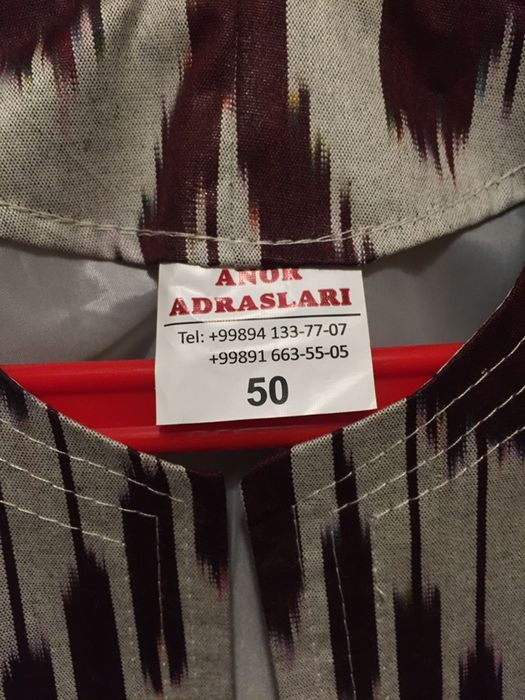 ANOR
ADRASLARI
Tel: +99894 133-77-07
+99891 663-55-05
50